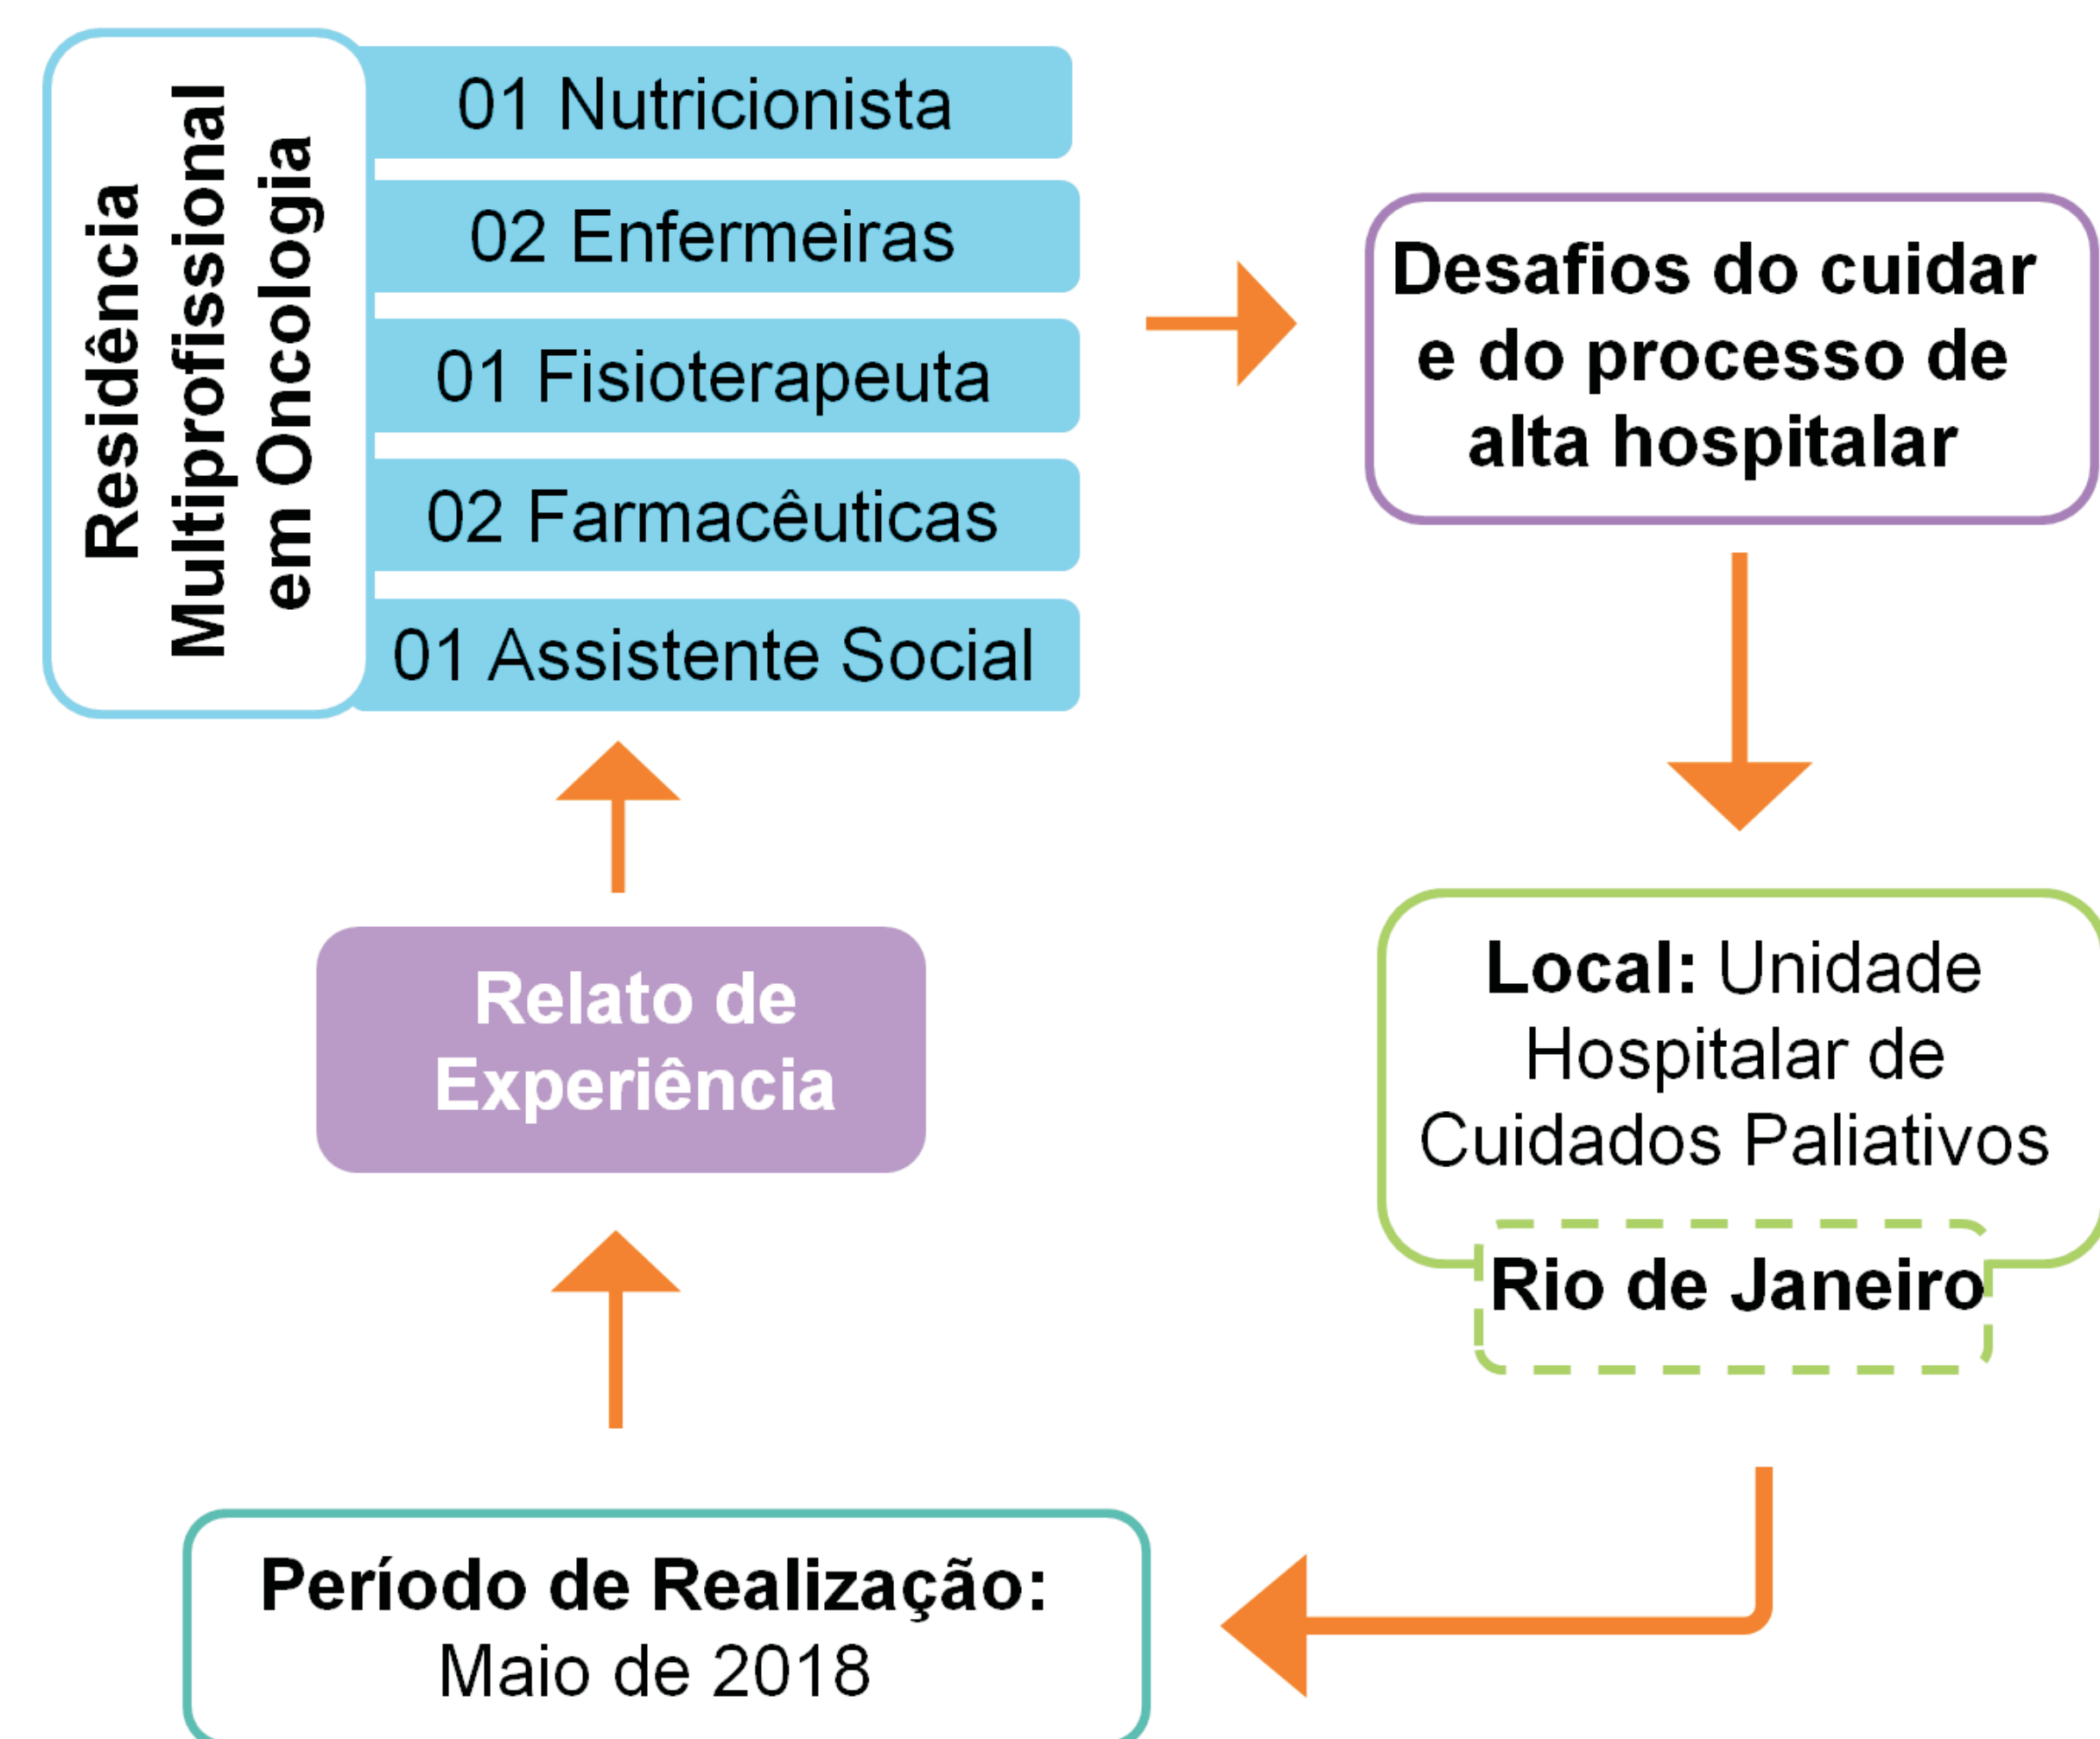 Residência
Multiprofissional
em Oncologia
01 Nutricionista
02 Enfermeiras
01 Fisioterapeuta
02 Farmacêuticas
01 Assistente Social
Desafios do cuidar
e do processo de
alta hospitalar
Local: Unidade
Hospitalar de
Cuidados Paliativos
Rio de Janeiro
Período de Realização:
Maio de 2018
Relato de
Experiência